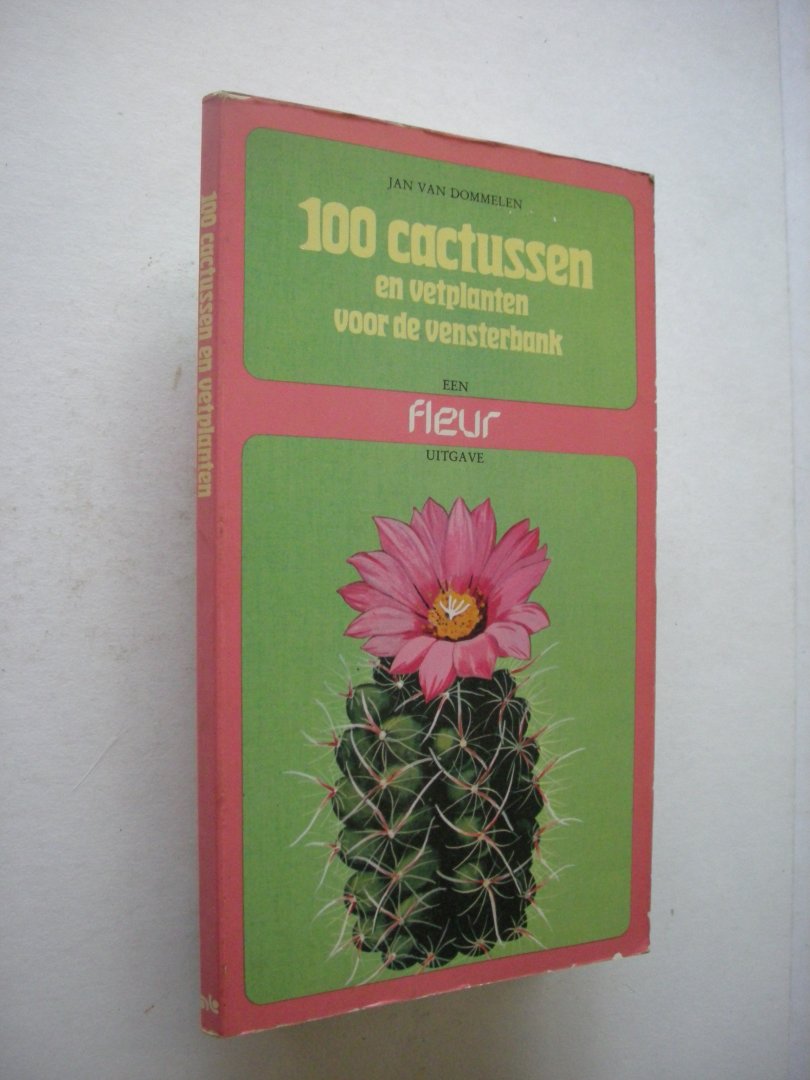 JAN VAN DOMMELEN
100 cactussen
en vetplanten
voor de vensterbank
EEN
fleur
UITGAVE
100 cactussen en vetplanten